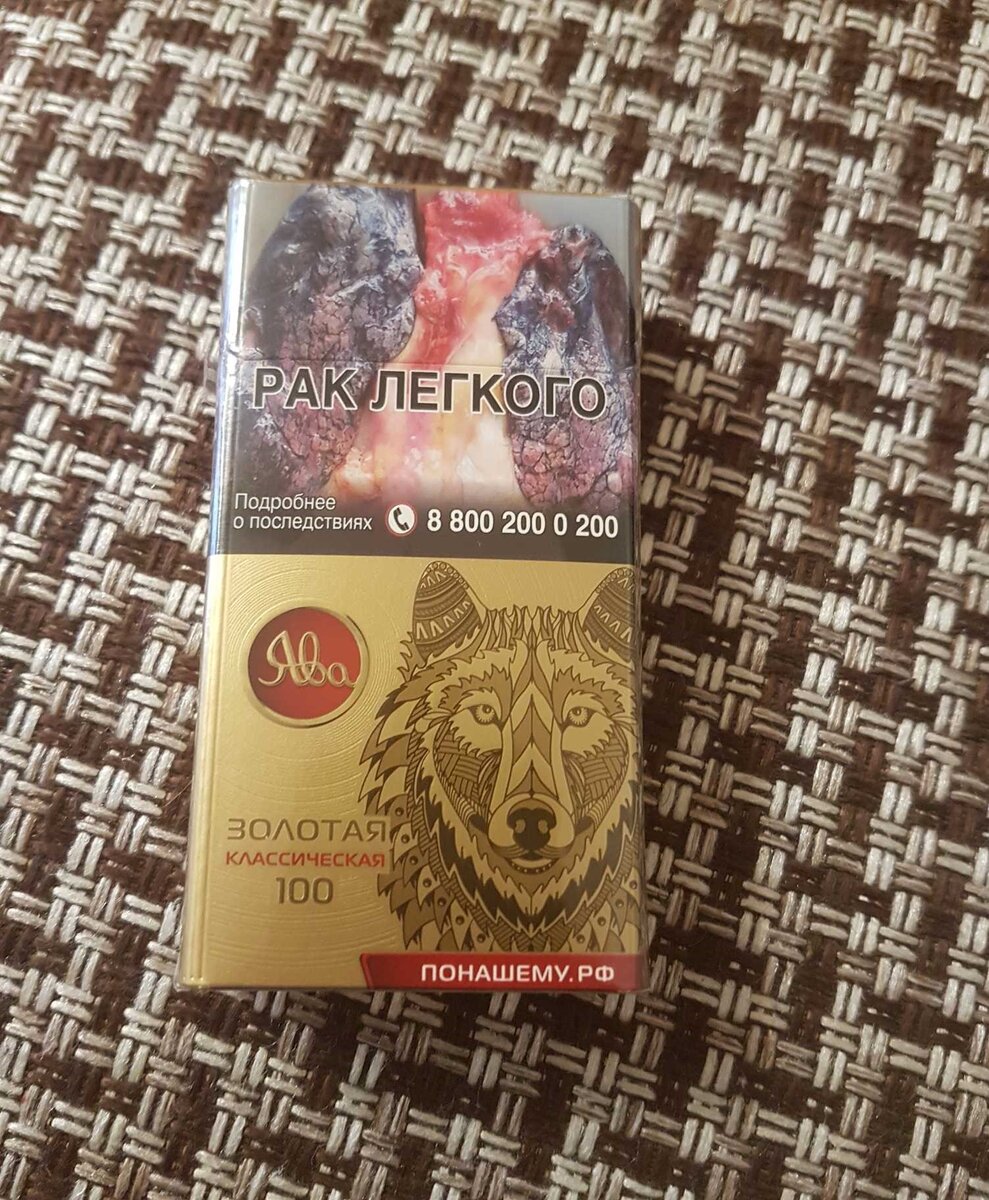 РАК ЛЕГКОГО
Подробнее
о последствиях 8 800 200 0 200
Ява
ЗОЛОТАЯ
КЛАССИЧЕСКАЯ
100
ПОНАШЕМУ.РФ